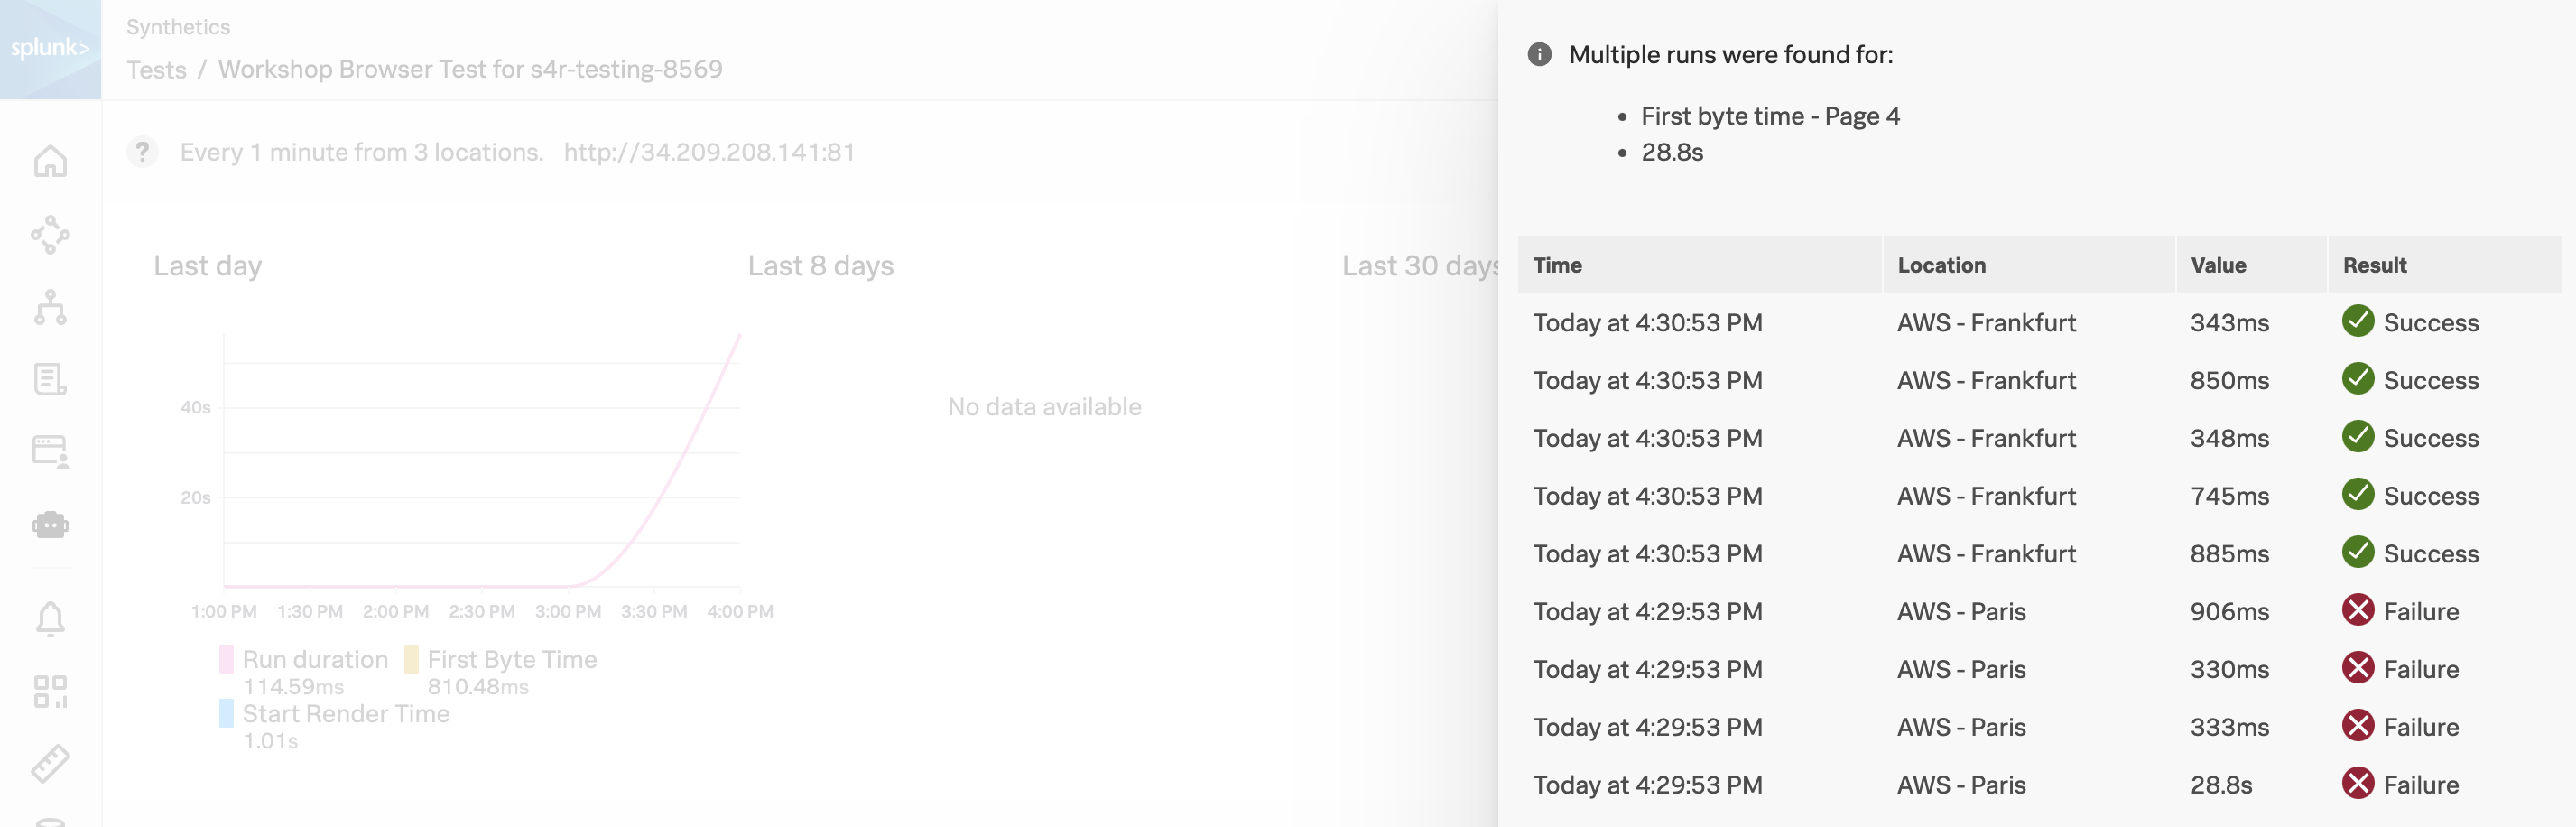 splunk>
Synthetics
Tests / Workshop Browser Test for s4r-testing-8569
? Every 1 minute from 3 locations. http://34.209.208.141:81
Last day
40s
20s
1:00 PM 1:30 PM 2:00 PM 2:30 PM 3:00 PM 3:30 PM 4:00 PM
Run duration First Byte Time
114.59ms 810.48ms
Start Render Time
1.01s
Last 8 days
No data available
Last 30 days
Multiple runs were found for:
• First byte time - Page 4
• 28.8s
Time Location Value Result
Today at 4:30:53 PM AWS - Frankfurt 343ms Success
Today at 4:30:53 PM AWS - Frankfurt 850ms Success
Today at 4:30:53 PM AWS - Frankfurt 348ms Success
Today at 4:30:53 PM AWS - Frankfurt 745ms Success
Today at 4:30:53 PM AWS - Frankfurt 885ms Success
Today at 4:29:53 PM AWS - Paris 906ms Failure
Today at 4:29:53 PM AWS - Paris 330ms Failure
Today at 4:29:53 PM AWS - Paris 333ms Failure
Today at 4:29:53 PM AWS - Paris 28.8s Failure